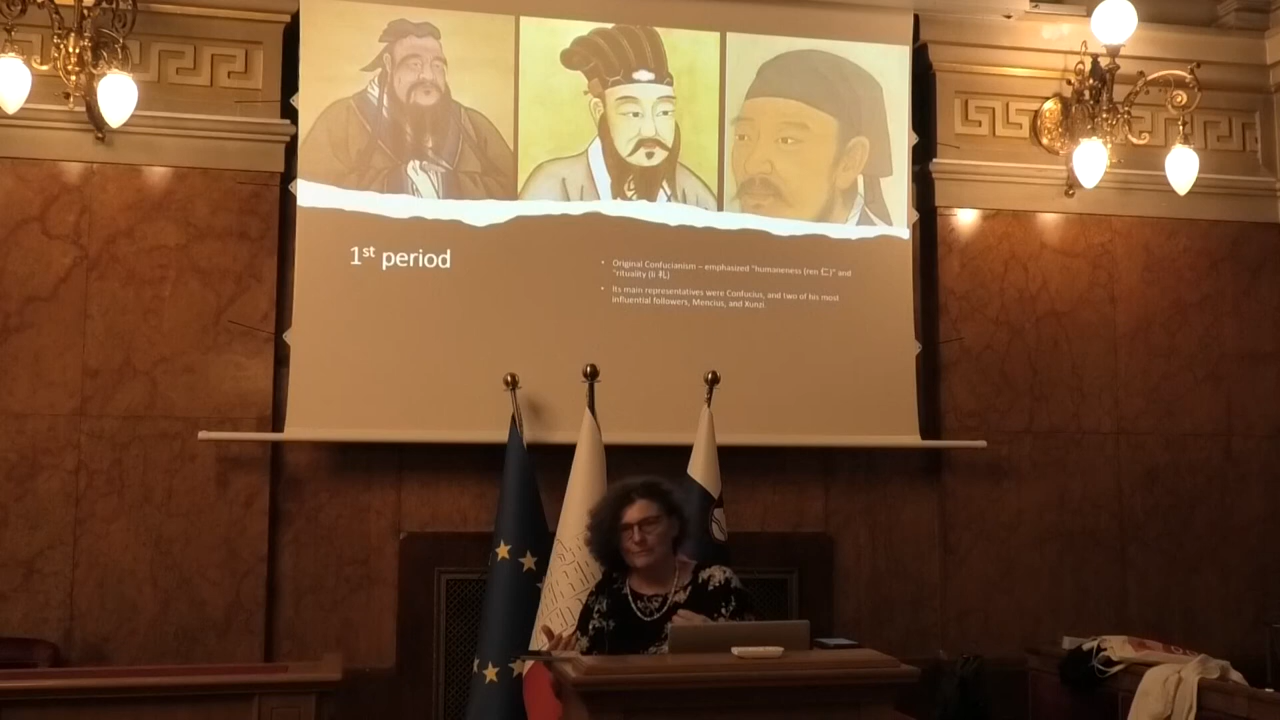 1st period
Original Confucianism – emphasized "humaneness (ren 仁)" and
"rituality (li 礼)
Its main representatives were Confucius, and two of his most
influential followers, Mencius, and Xunzi.